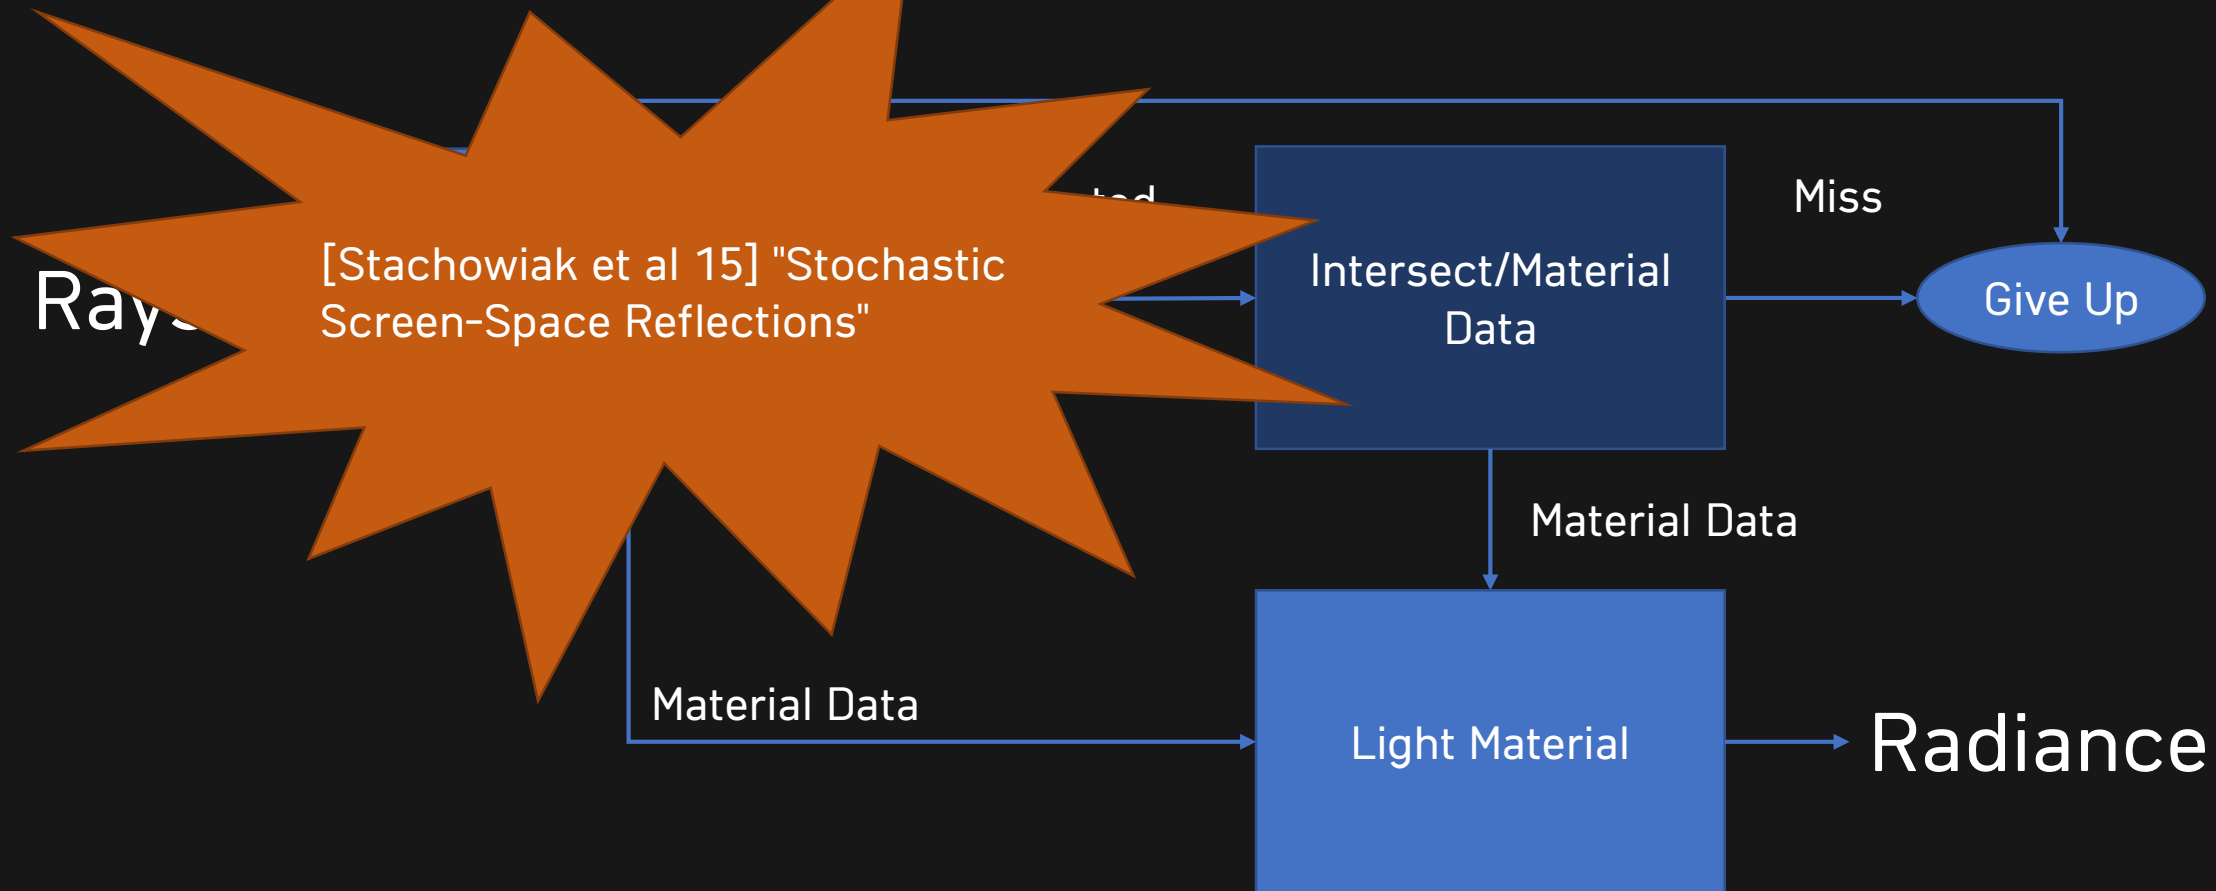 Miss
[Stachowiak et al 15] "Stochastic
Screen-Space Reflections"
Rays
Intersect/Material
Data
Give Up
Material Data
Material Data
Light Material
Radiance